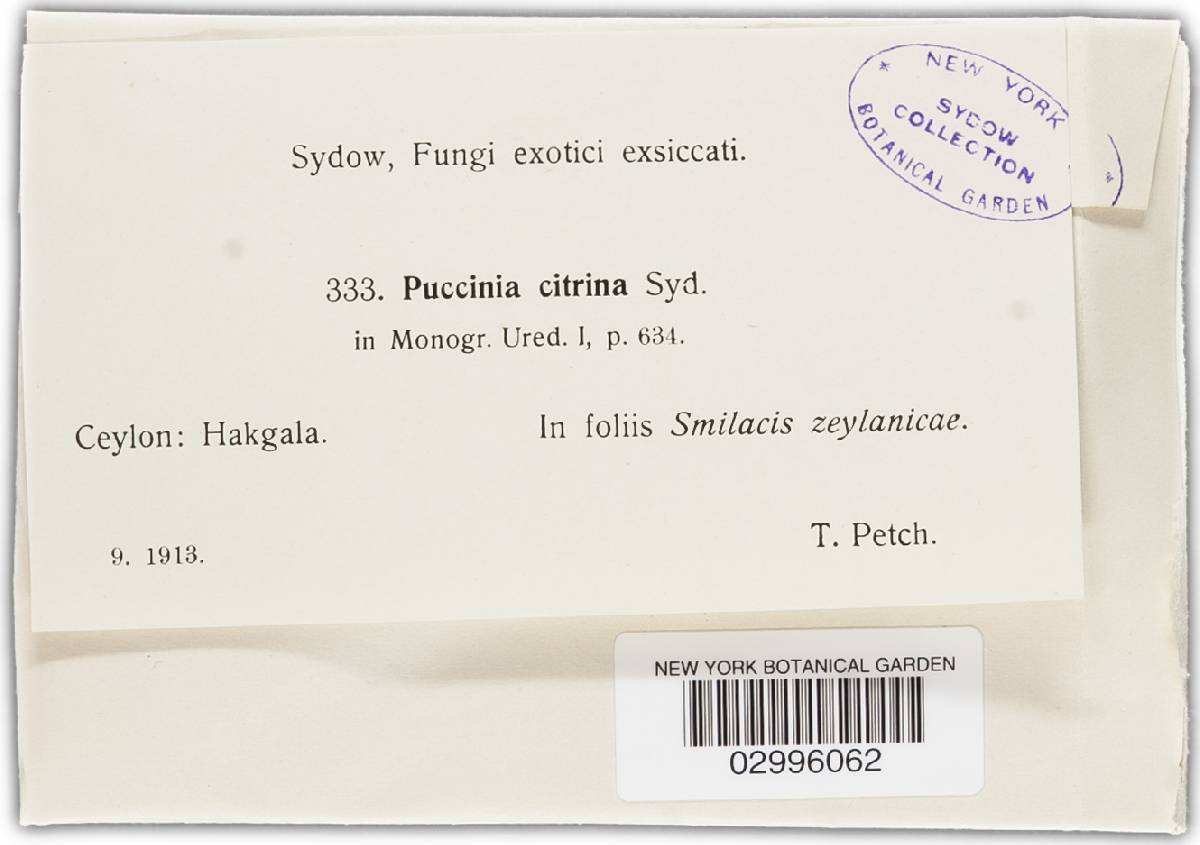 NEW YORK
SYDOW
COLLECTION
BOTANICAL GARDEN
Sydow, Fungi exotici exsiccati.
333. Puccinia citrina Syd.
in Monogr. Ured. I, p. 634.
Ceylon: Hakgala.
In foliis Smilacis zeylanicae.
9. 1913.
T. Petch.
NEW YORK BOTANICAL GARDEN
02996062